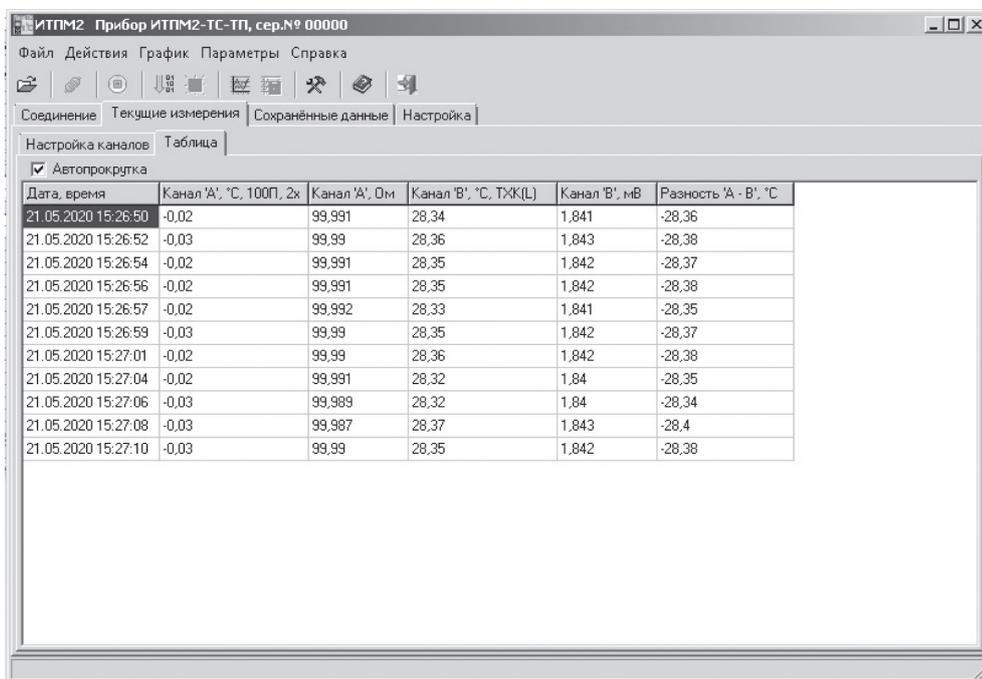 ИТПМ2 Прибор ИТПМ2-ТС-ТП, сер.№ 00000
Файл Действия График Параметры Справка
Соединение Текущие измерения Сохранённые данные Настройка
Настройка каналов Таблица
Автопрокрутка
Дата, время Канал 'А', °С, 100П, 2х Канал 'А', Ом Канал 'В', °С, ТХК(L) Канал 'В', мВ Разность 'А - В', °С
21.05.2020 15:26:50 -0,02 99,991 28,34 1,841 -28,36
21.05.2020 15:26:52 -0,03 99,99 28,36 1,843 -28,38
21.05.2020 15:26:54 -0,02 99,991 28,35 1,842 -28,37
21.05.2020 15:26:56 -0,02 99,991 28,35 1,842 -28,38
21.05.2020 15:26:57 -0,02 99,992 28,33 1,841 -28,35
21.05.2020 15:26:59 -0,03 99,99 28,35 1,842 -28,37
21.05.2020 15:27:01 -0,02 99,99 28,36 1,842 -28,38
21.05.2020 15:27:04 -0,02 99,991 28,32 1,84 -28,35
21.05.2020 15:27:06 -0,03 99,989 28,32 1,84 -28,34
21.05.2020 15:27:08 -0,03 99,987 28,37 1,843 -28,4
21.05.2020 15:27:10 -0,03 99,99 28,35 1,842 -28,38